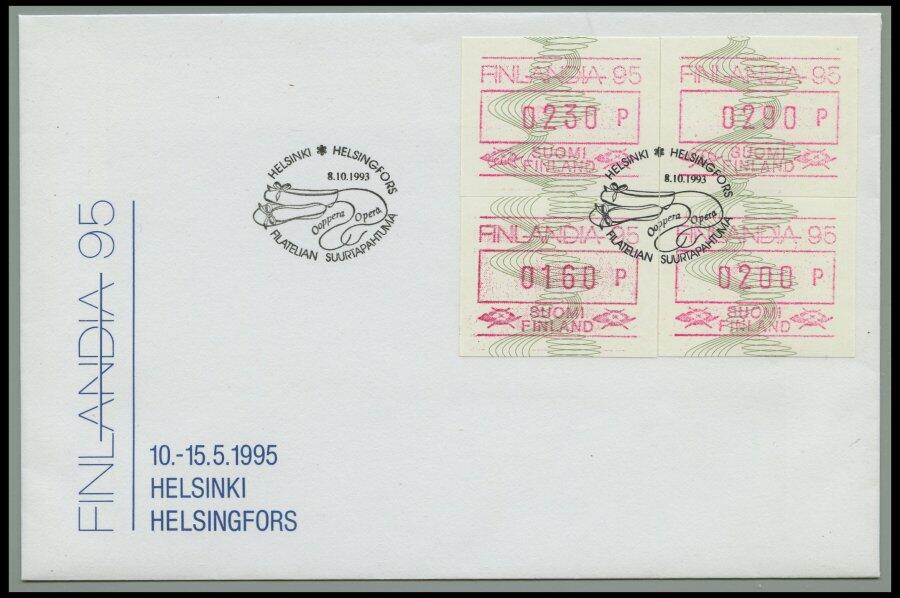 FINLANDIA 95
0230 P
SUOMI
FINLAND
FINLANDIA 95
0290 P
SUOMI
FINLAND
HELSINKI * HELSINGFORS
8.10.1993
Ooppera Opera
FILATELIAN SUURTAPAHTUMA
HELSINKI * HELSINGFORS
8.10.1993
Ooppera Opera
FILATELIAN SUURTAPAHTUMA
FINLANDIA 95
0160 P
SUOMI
FINLAND
FINLANDIA 95
0200 P
SUOMI
FINLAND
FINLANDIA 95
10.-15.5.1995
HELSINKI
HELSINGFORS